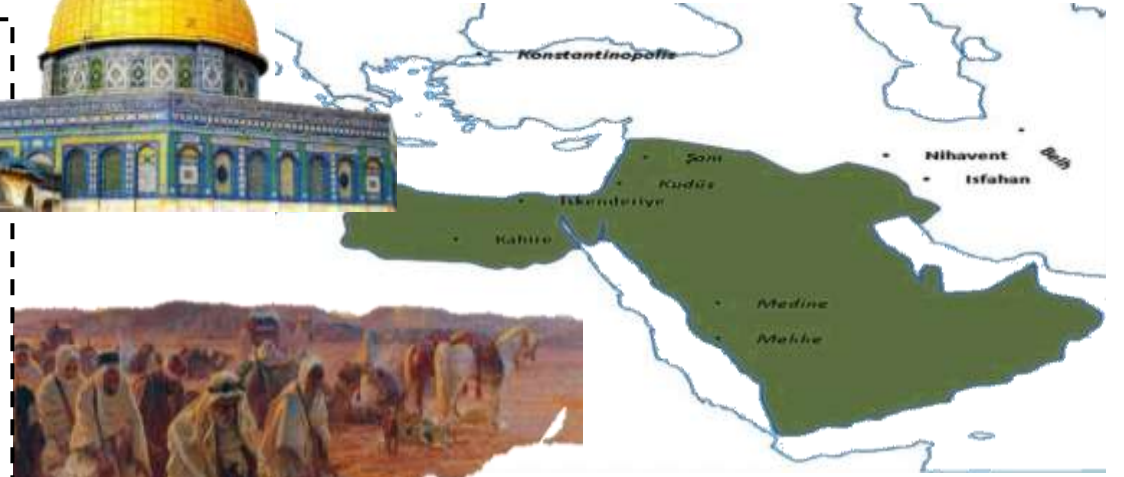 Konstantinopolis
Belh
Nihavent
Isfahan
Şam
Kudüs
İskenderiye
Kahire
Medine
Mekke